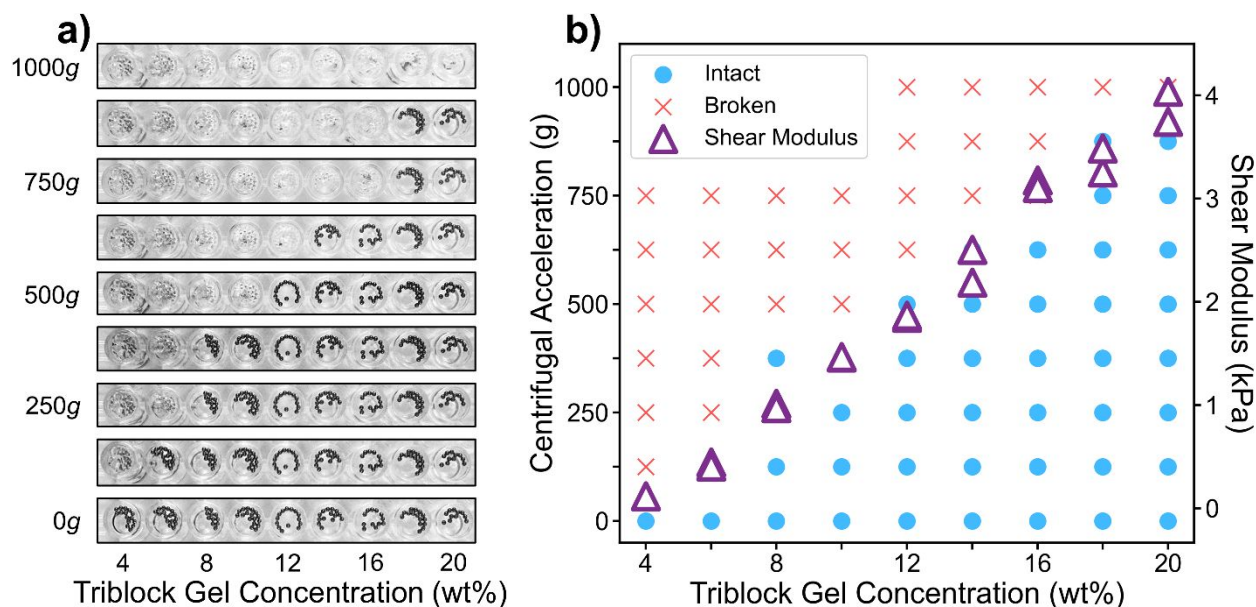 a)
1000g
750g
500g
250g
0g
4 6 8 10 12 14 16 18 20
Triblock Gel Concentration (wt%)
b)
Intact
Broken
Shear Modulus
Centrifugal Acceleration (g)
1000
750
500
250
0
4
3
2
1
0
Shear Modulus (kPa)
4 6 8 12 16 20
Triblock Gel Concentration (wt%)